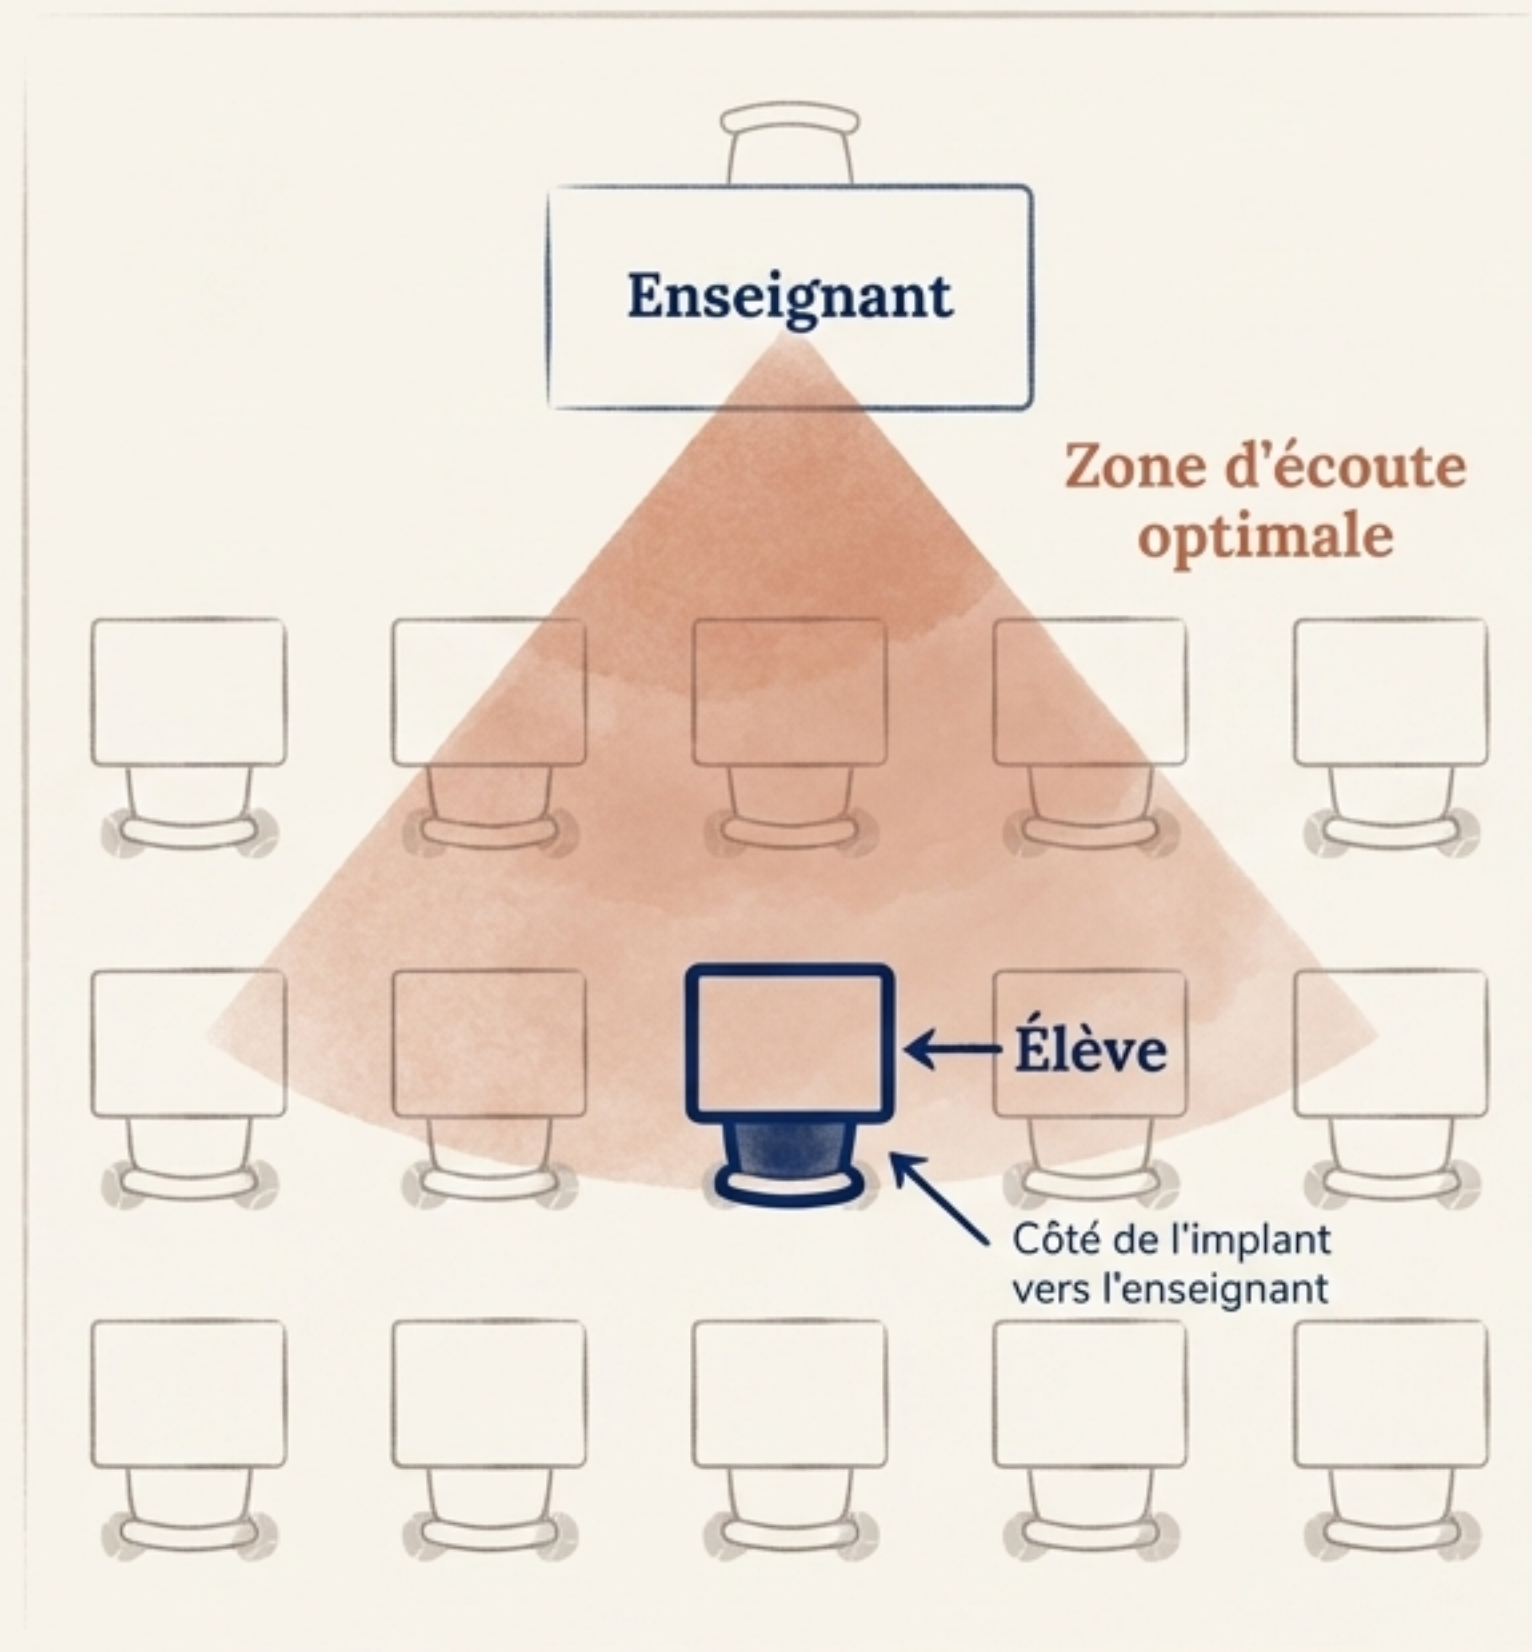 Enseignant
Zone d’écoute
optimale
Élève
Côté de l'implant
vers l'enseignant